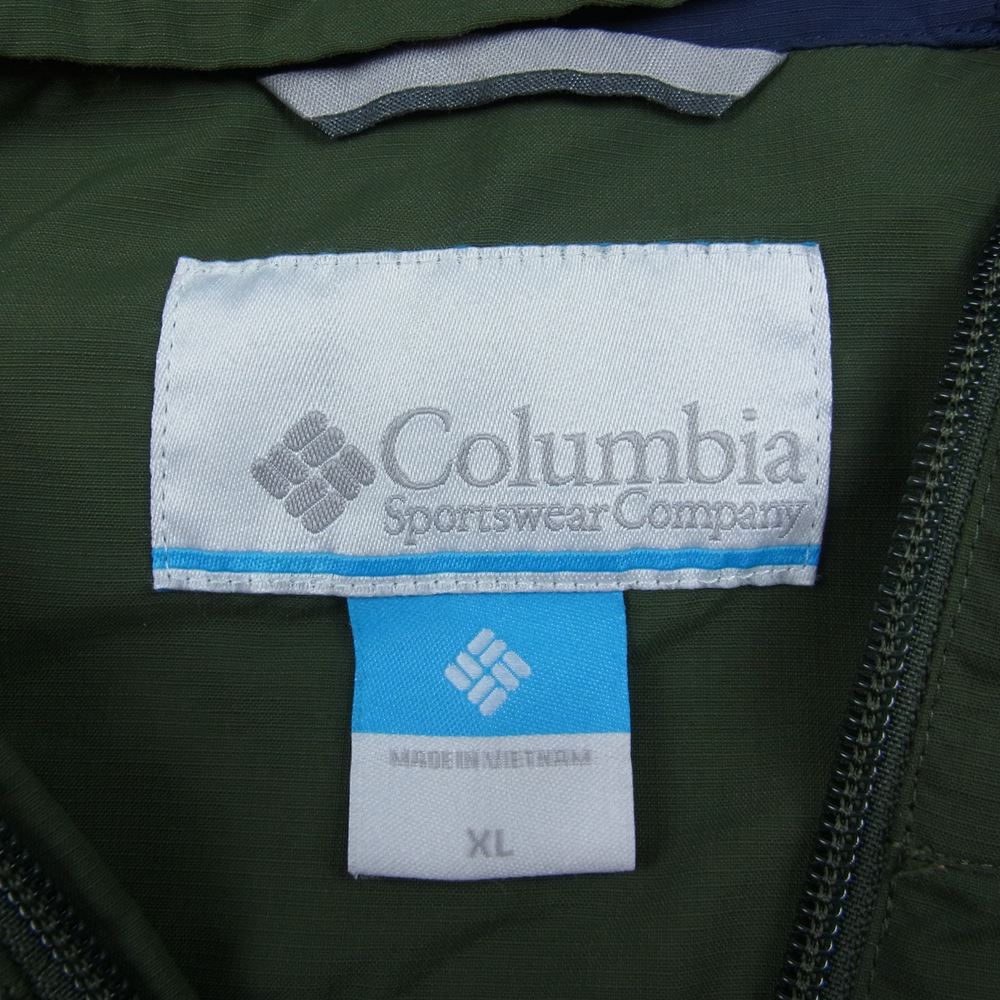 Columbia
Sportswear Company
MADE IN VIETNAM
XL